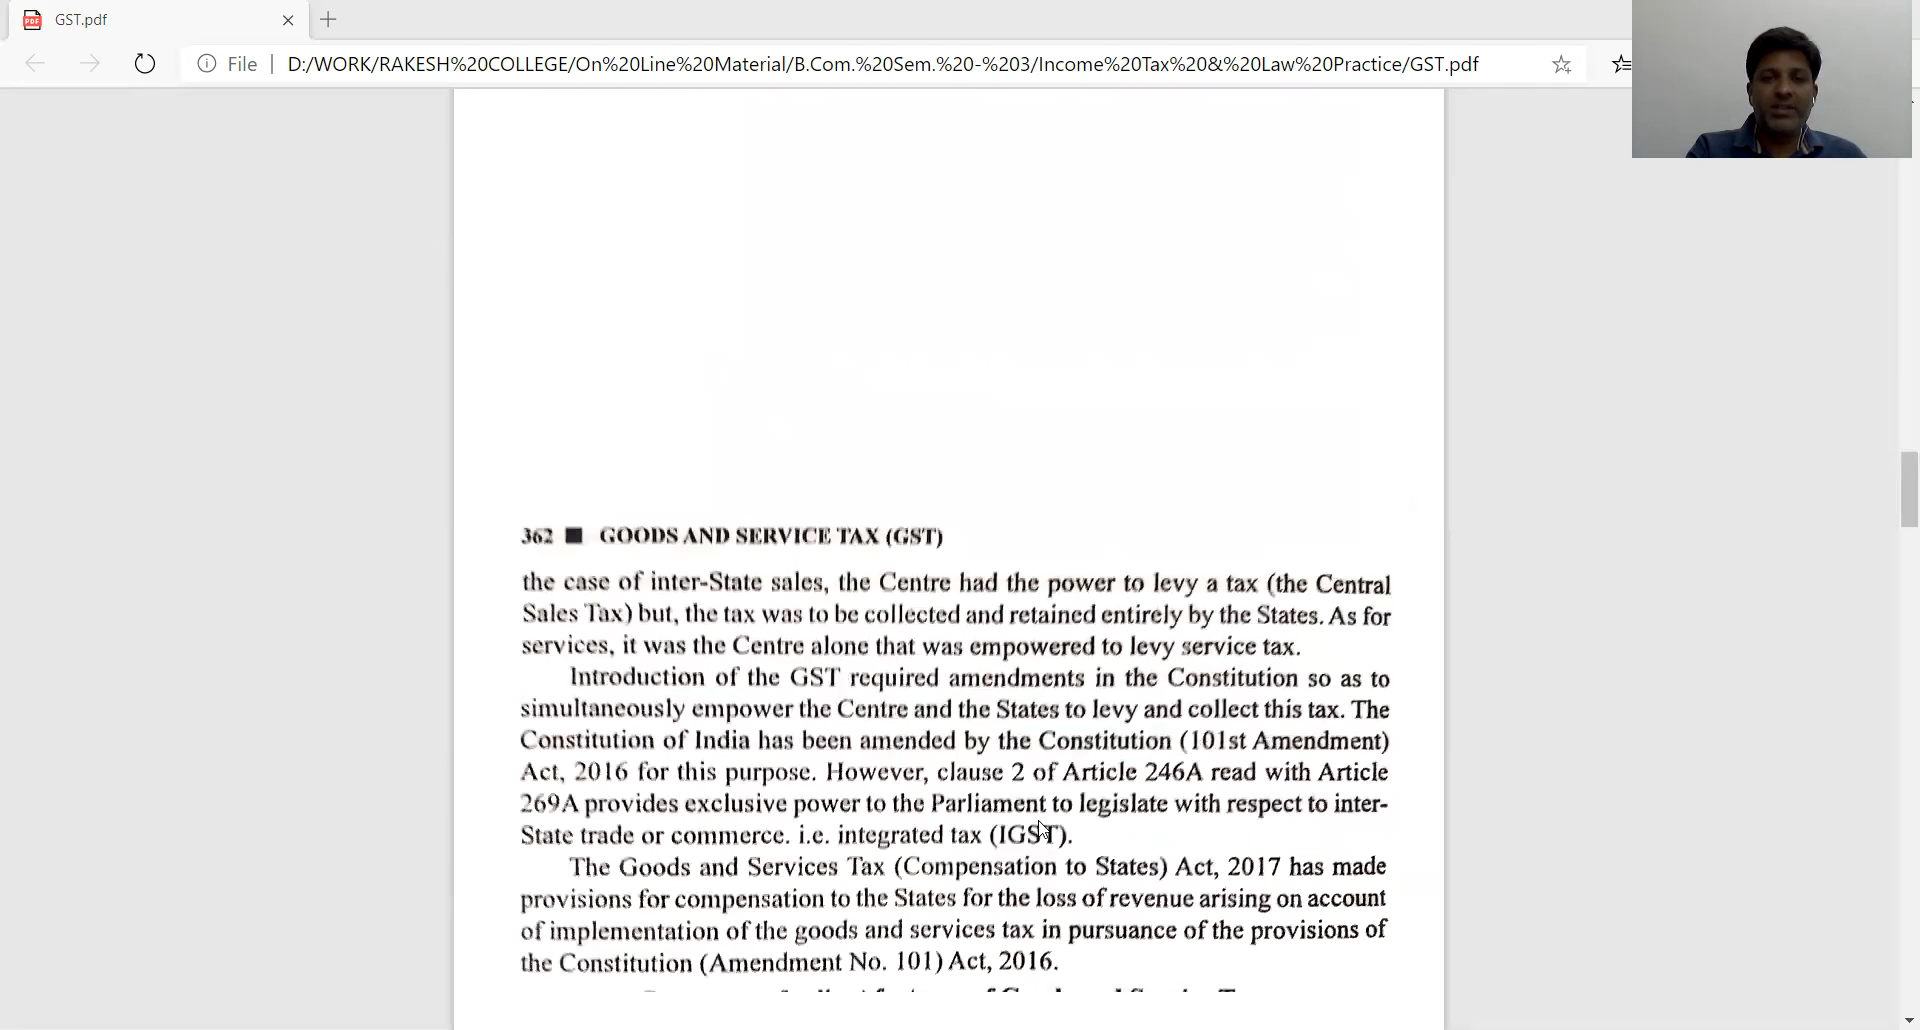 GST.pdf
File
D:/WORK/RAKESH%20COLLEGE/On%20Line%20Material/B.Com.%20Sem.%20-%203/Income%20Tax%20&%20Law%20Practice/GST.pdf
362 ■ GOODS AND SERVICE TAX (GST)
the case of inter-State sales, the Centre had the power to levy a tax (the Central
Sales Tax) but, the tax was to be collected and retained entirely by the States. As for
services, it was the Centre alone that was empowered to levy service tax.
Introduction of the GST required amendments in the Constitution so as to
simultaneously empower the Centre and the States to levy and collect this tax. The
Constitution of India has been amended by the Constitution (101st Amendment)
Act, 2016 for this purpose. However, clause 2 of Article 246A read with Article
269A provides exclusive power to the Parliament to legislate with respect to inter-
State trade or commerce. i.e. integrated tax (IGST).
The Goods and Services Tax (Compensation to States) Act, 2017 has made
provisions for compensation to the States for the loss of revenue arising on account
of implementation of the goods and services tax in pursuance of the provisions of
the Constitution (Amendment No. 101) Act, 2016.